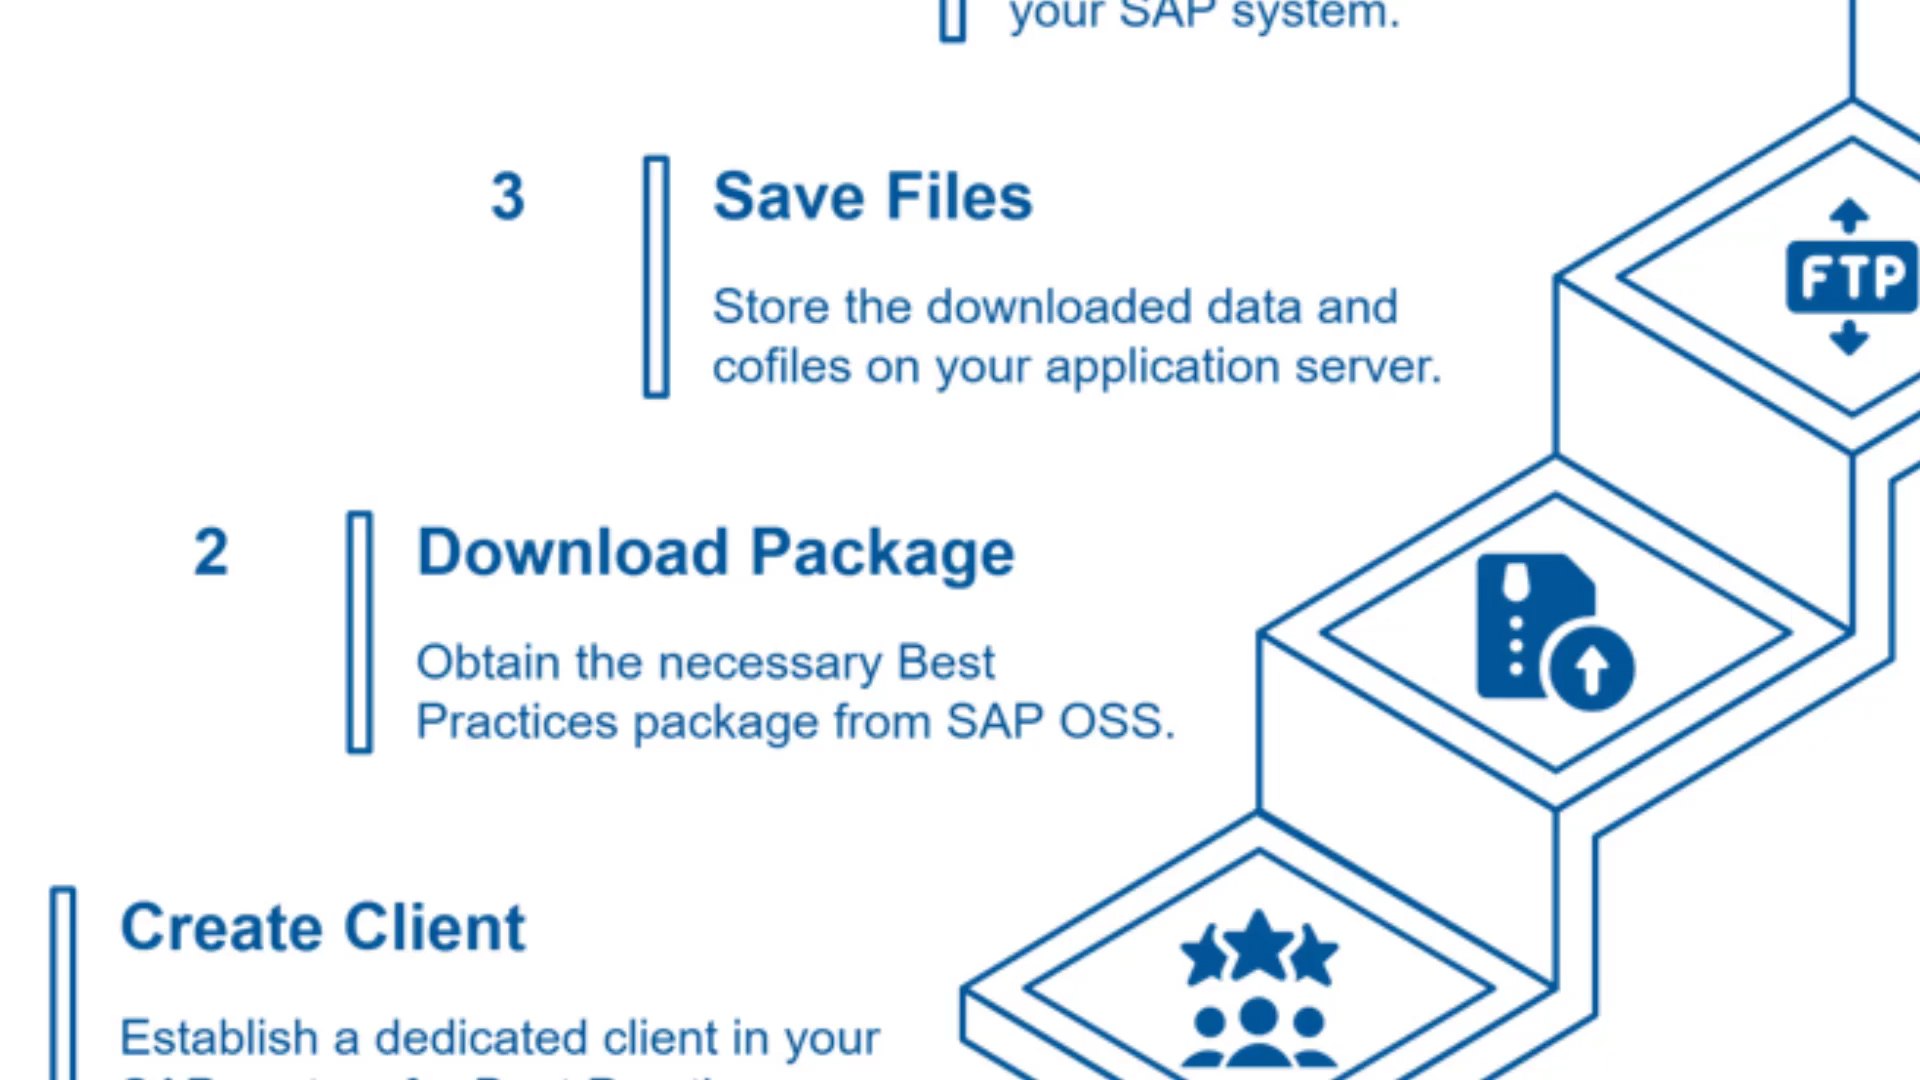 your SAP system.
3
Save Files
Store the downloaded data and
cofiles on your application server.
FTP
2
Download Package
Obtain the necessary Best
Practices package from SAP OSS.
Create Client
Establish a dedicated client in your